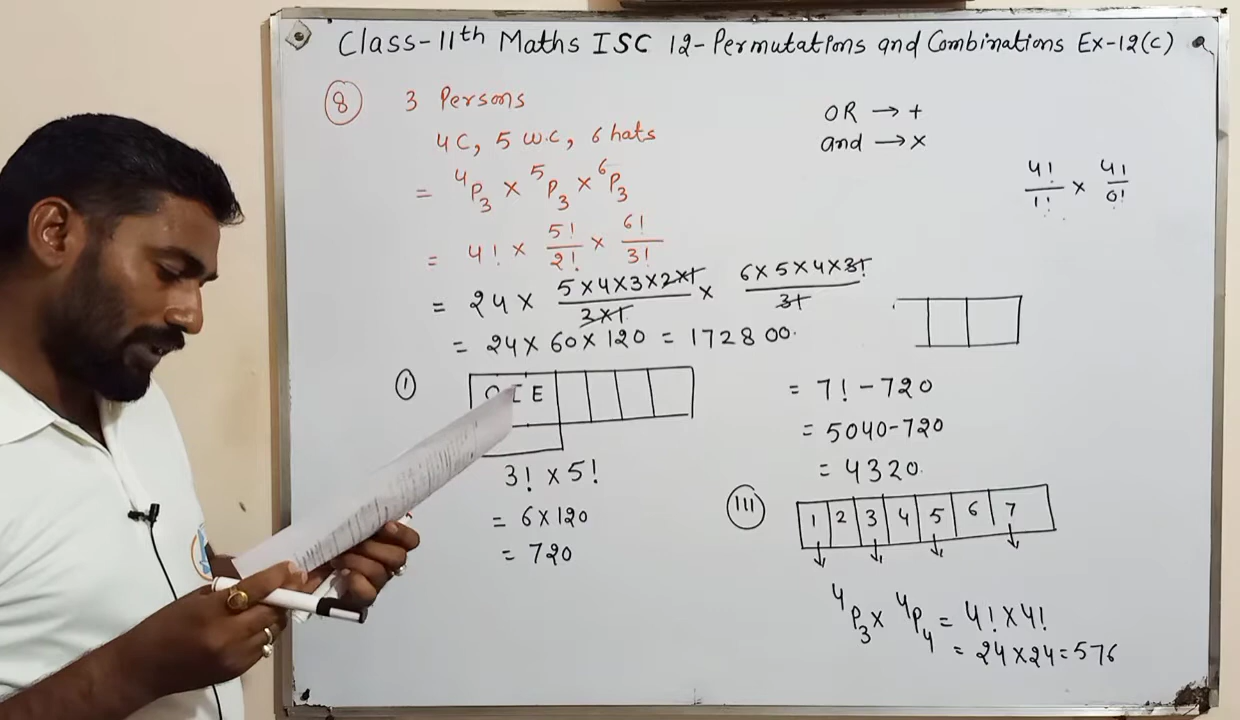 Class-11th Maths ISC 12-Permutations and Combinations Ex-12(c)
8 3 Persons
4C, 5 W.C, 6 hats
= 4P3 × 5P3 × 6P3
= 4! × 5!/2! × 6!/3!
= 24 × 5×4×3×2×1/2×1 × 6×5×4×3!/3!
= 24 × 60 × 120 = 172800.
OR → +
and → ×
4!/1! × 4!/0!
I
O I E
3! × 5!
= 6 × 120
= 720
= 7! - 720
= 5040-720
= 4320.
III 1 2 3 4 5 6 7
4P3 × 4P4 = 4! × 4!
= 24 × 24 = 576